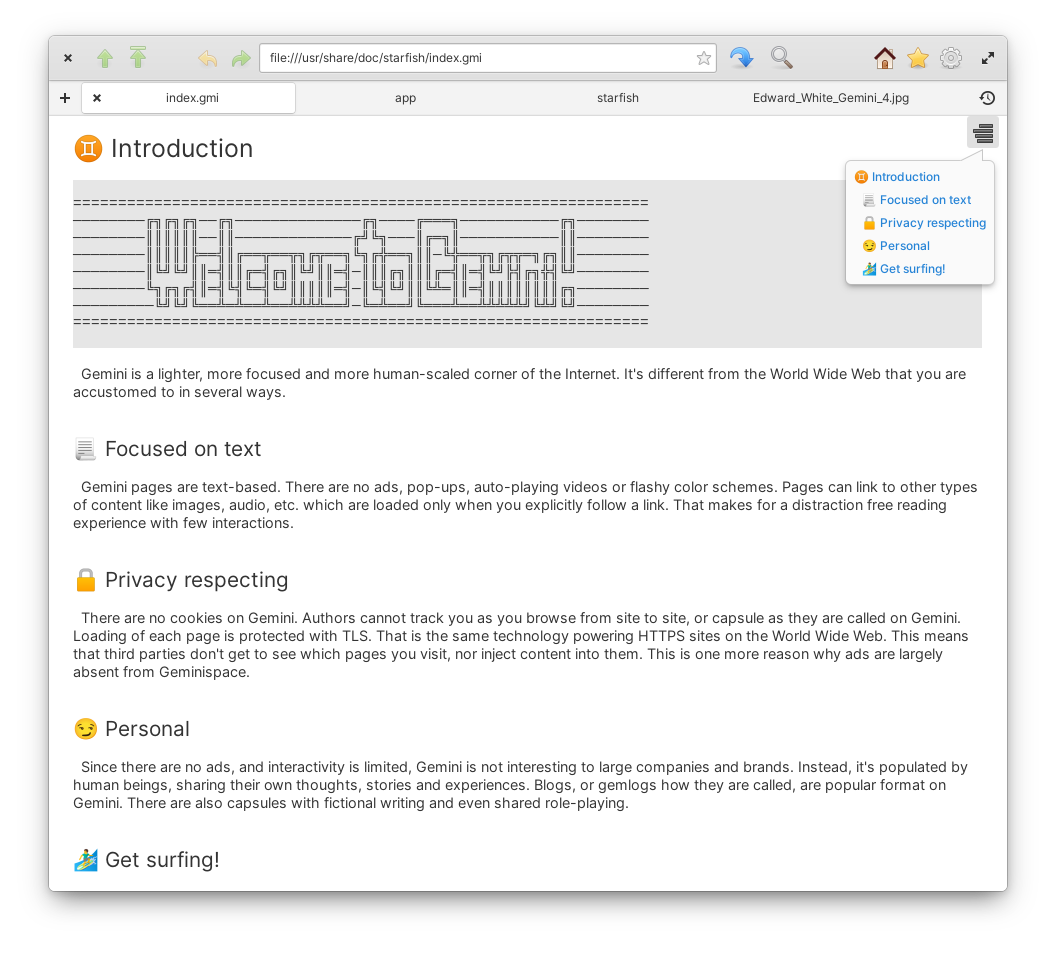 file:///usr/share/doc/starfish/index.gmi
index.gmi
app
starfish
Edward_White_Gemini_4.jpg
♊ Introduction
♊ Introduction
📃 Focused on text
🔒 Privacy respecting
😏 Personal
🏄 Get surfing!
Welcome to Gemini!
Gemini is a lighter, more focused and more human-scaled corner of the Internet. It's different from the World Wide Web that you are
accustomed to in several ways.
📃 Focused on text
Gemini pages are text-based. There are no ads, pop-ups, auto-playing videos or flashy color schemes. Pages can link to other types
of content like images, audio, etc. which are loaded only when you explicitly follow a link. That makes for a distraction free reading
experience with few interactions.
🔒 Privacy respecting
There are no cookies on Gemini. Authors cannot track you as you browse from site to site, or capsule as they are called on Gemini.
Loading of each page is protected with TLS. That is the same technology powering HTTPS sites on the World Wide Web. This means
that third parties don't get to see which pages you visit, nor inject content into them. This is one more reason why ads are largely
absent from Geminispace.
😏 Personal
Since there are no ads, and interactivity is limited, Gemini is not interesting to large companies and brands. Instead, it's populated by
human beings, sharing their own thoughts, stories and experiences. Blogs, or gemlogs how they are called, are popular format on
Gemini. There are also capsules with fictional writing and even shared role-playing.
🏄 Get surfing!